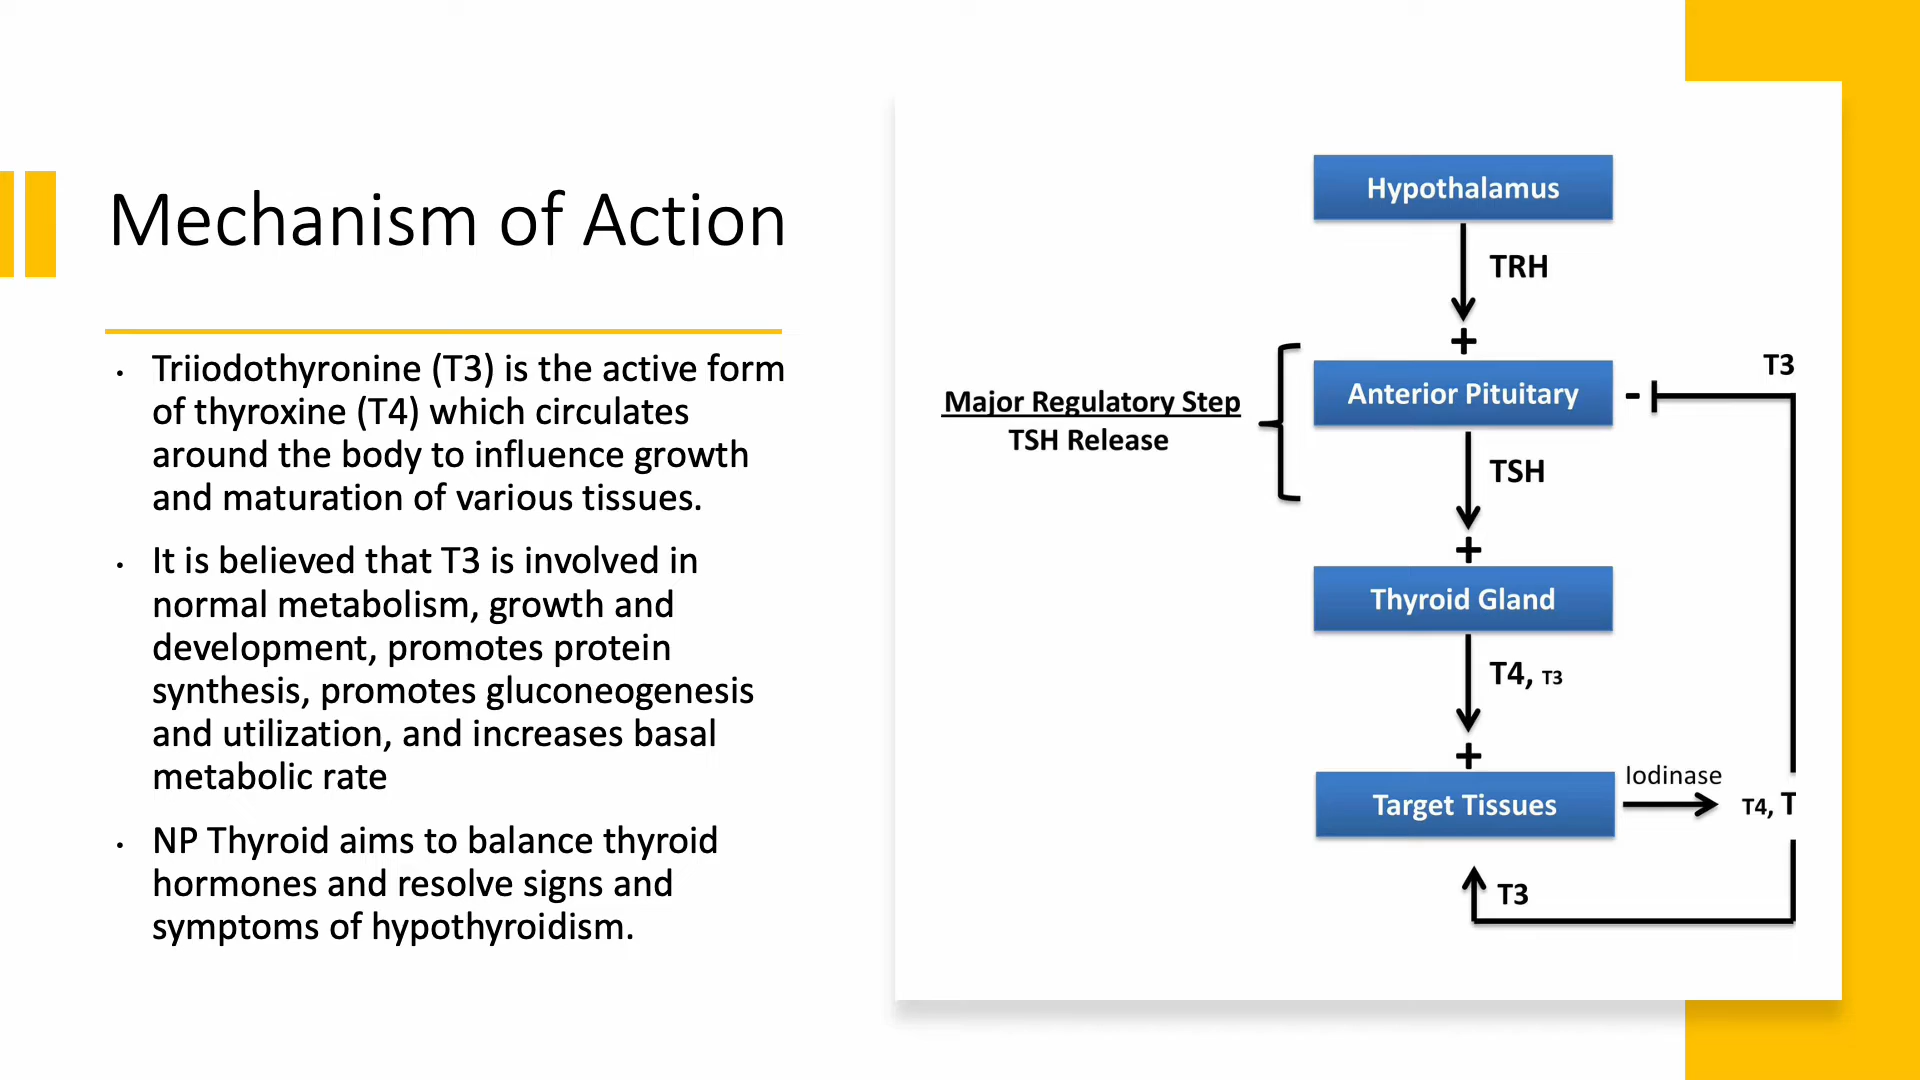 Mechanism of Action
• Triiodothyronine (T3) is the active form
of thyroxine (T4) which circulates
around the body to influence growth
and maturation of various tissues.
• It is believed that T3 is involved in
normal metabolism, growth and
development, promotes protein
synthesis, promotes gluconeogenesis
and utilization, and increases basal
metabolic rate
• NP Thyroid aims to balance thyroid
hormones and resolve signs and
symptoms of hypothyroidism.
Hypothalamus
TRH
+
Major Regulatory Step
TSH Release
Anterior Pituitary
-
T3
TSH
+
Thyroid Gland
T4, T3
+
Target Tissues
Iodinase
T4, T
T3